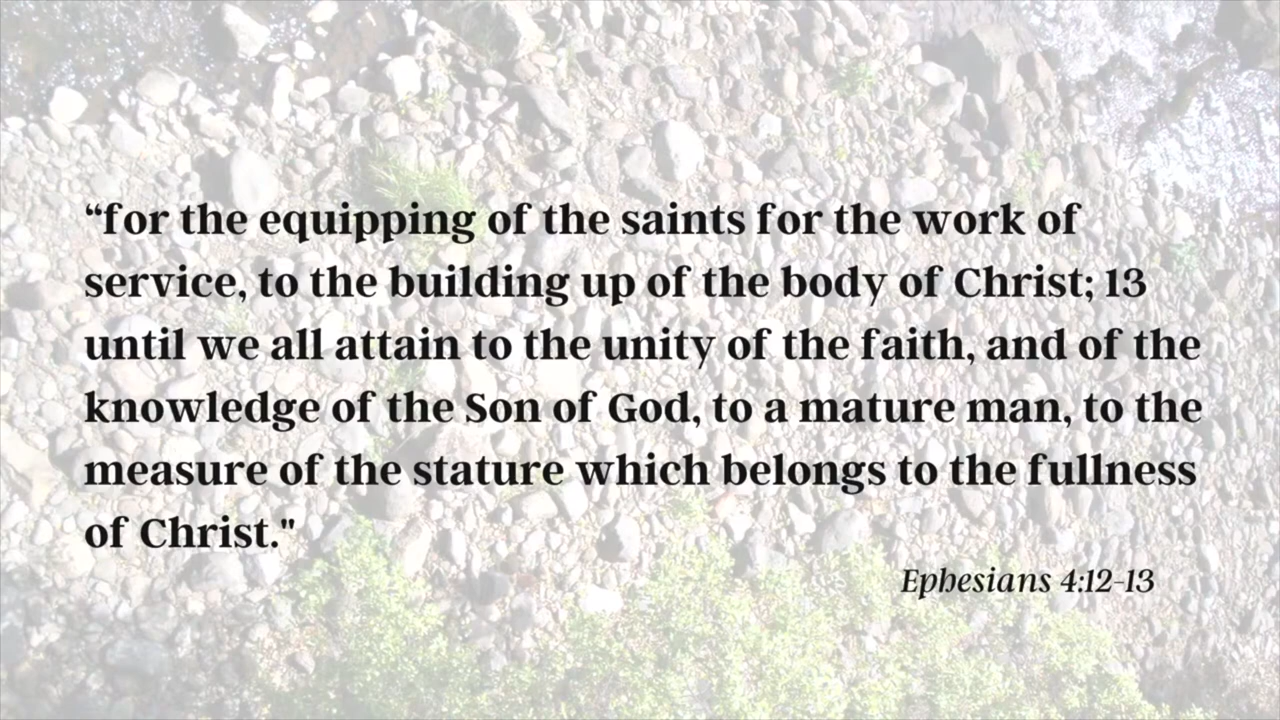 “for the equipping of the saints for the work of
service, to the building up of the body of Christ; 13
until we all attain to the unity of the faith, and of the
knowledge of the Son of God, to a mature man, to the
measure of the stature which belongs to the fullness
of Christ."
Ephesians 4:12-13